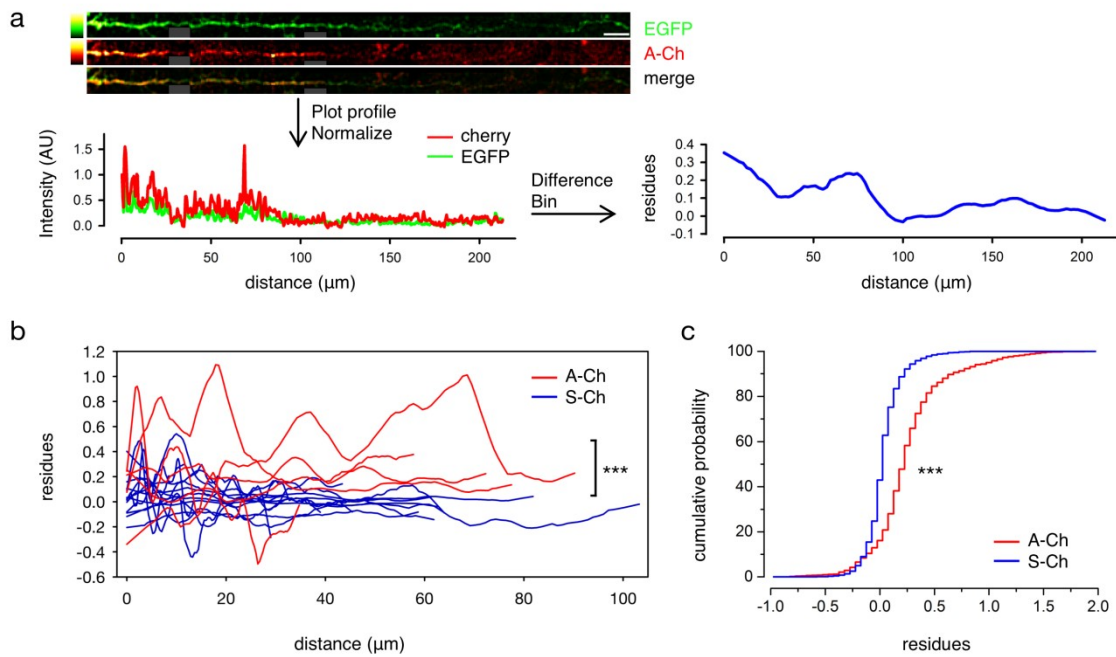 a
EGFP
A-Ch
merge
Plot profile
Normalize
cherry
EGFP
Intensity (AU)
1.5
1.0
0.5
0.0
0 50 100 150 200
distance (μm)
Difference
Bin
residues
0.4
0.3
0.2
0.1
0.0
-0.1
0 50 100 150 200
distance (μm)
b
residues
1.2
1.0
0.8
0.6
0.4
0.2
0.0
-0.2
-0.4
-0.6
A-Ch
S-Ch
***
0 20 40 60 80 100
distance (μm)
c
cumulative probability
100
80
60
40
20
0
***
A-Ch
S-Ch
-1.0 -0.5 0.0 0.5 1.0 1.5 2.0
residues